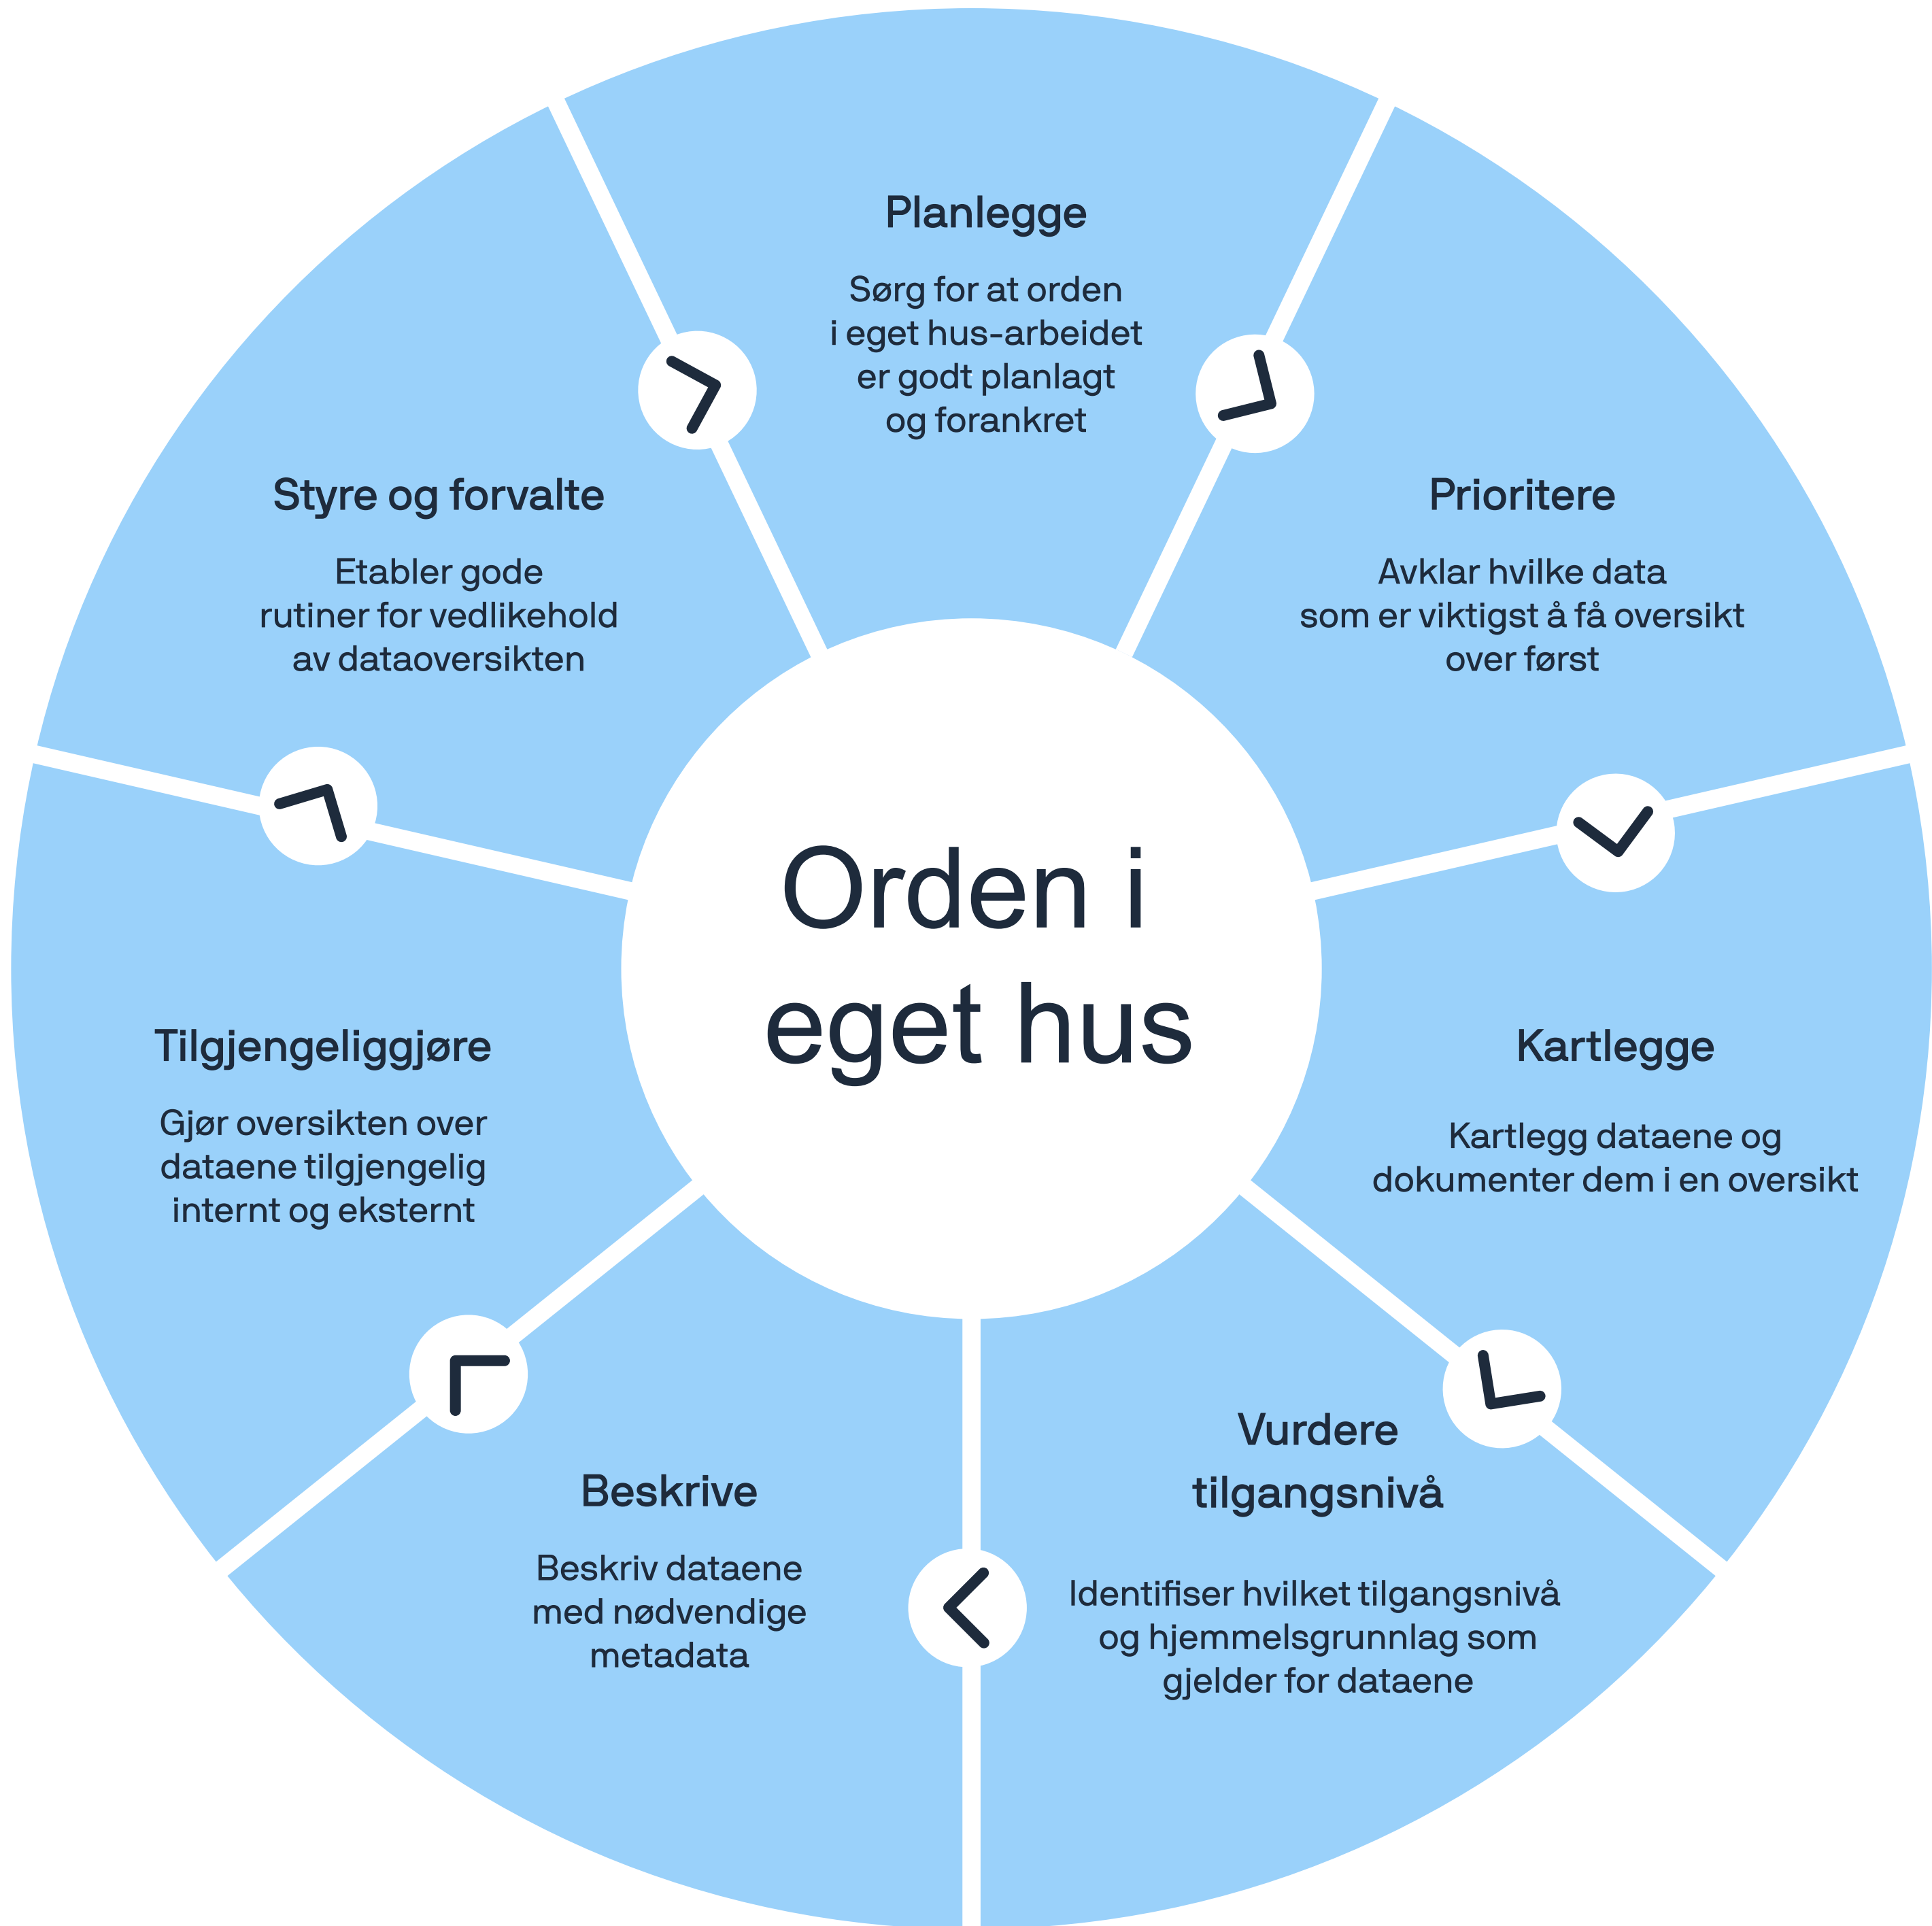 Planlegge
Sørg for at orden
i eget hus-arbeidet
er godt planlagt
og forankret
Prioritere
Avklar hvilke data
som er viktigst å få oversikt
over først
Kartlegge
Kartlegg dataene og
dokumenter dem i en oversikt
Vurdere
tilgangsnivå
Identifiser hvilket tilgangsnivå
og hjemmelsgrunnlag som
gjelder for dataene
Beskrive
Beskriv dataene
med nødvendige
metadata
Tilgjengeliggjøre
Gjør oversikten over
dataene tilgjengelig
internt og eksternt
Styre og forvalte
Etabler gode
rutiner for vedlikehold
av dataoversikten
Orden i
eget hus